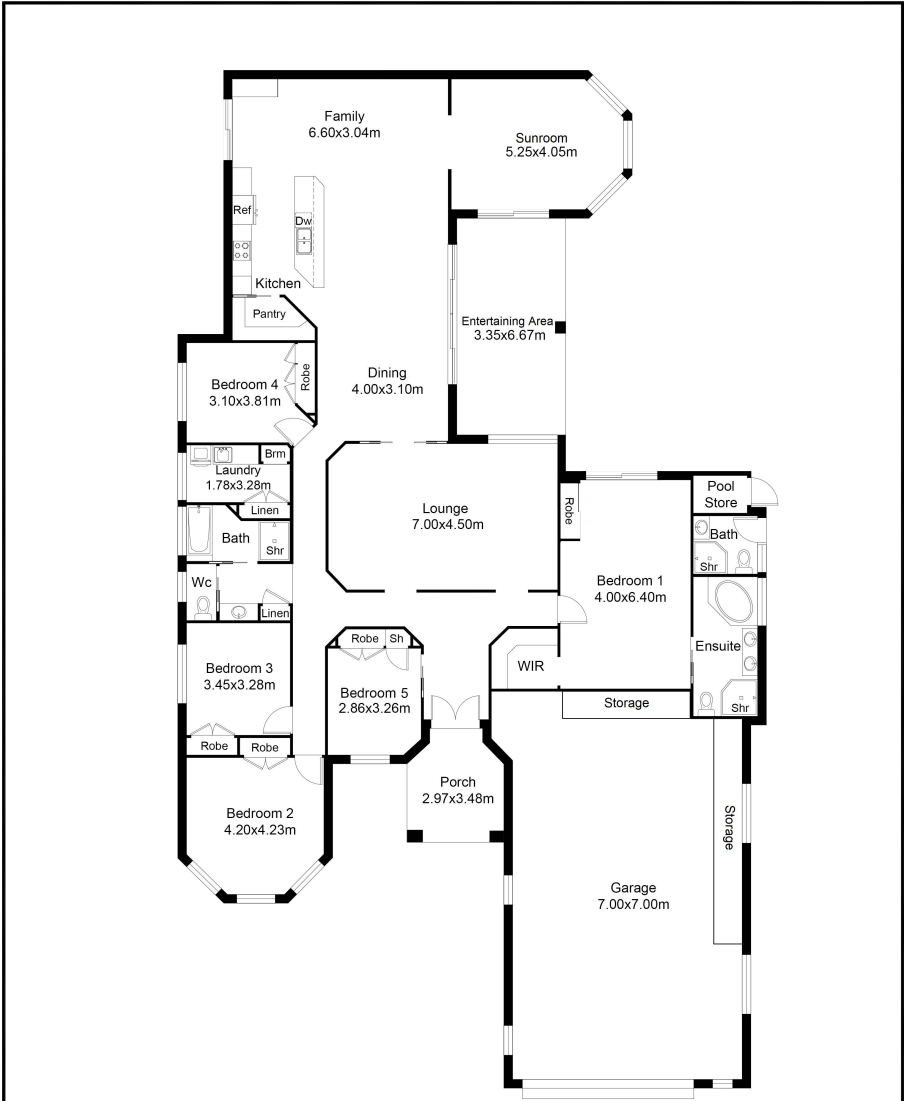 Family
6.60x3.04m
Sunroom
5.25x4.05m
Ref
Dw
Kitchen
Pantry
Entertaining Area
3.35x6.67m
Bedroom 4
3.10x3.81m
Robe
Dining
4.00x3.10m
Brm
Laundry
1.78x3.28m
Linen
Lounge
7.00x4.50m
Robe
Pool
Store
Bath
Shr
Bath
Shr
Wc
Linen
Bedroom 1
4.00x6.40m
Robe
Sh
WIR
Ensuite
Shr
Bedroom 3
3.45x3.28m
Bedroom 5
2.86x3.26m
Storage
Robe
Robe
Porch
2.97x3.48m
Bedroom 2
4.20x4.23m
Storage
Garage
7.00x7.00m